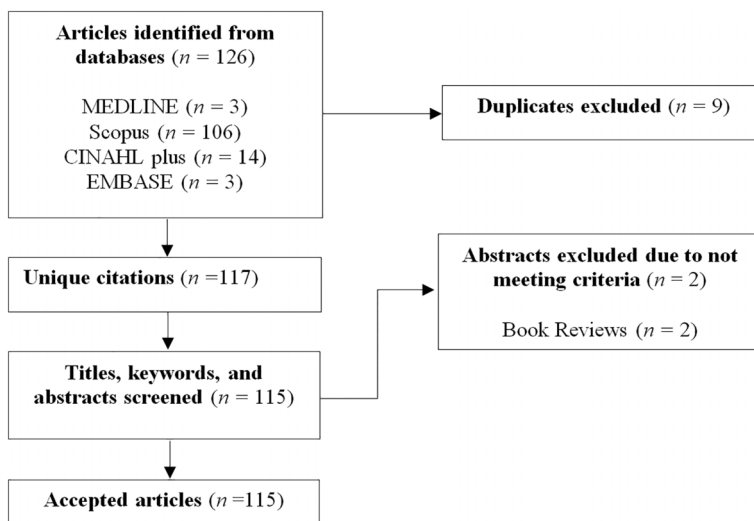 Articles identified from
databases (n = 126)
MEDLINE (n = 3)
Scopus (n = 106)
CINAHL plus (n = 14)
EMBASE (n = 3)
Duplicates excluded (n = 9)
Unique citations (n =117)
Abstracts excluded due to not
meeting criteria (n = 2)
Book Reviews (n = 2)
Titles, keywords, and
abstracts screened (n = 115)
Accepted articles (n =115)